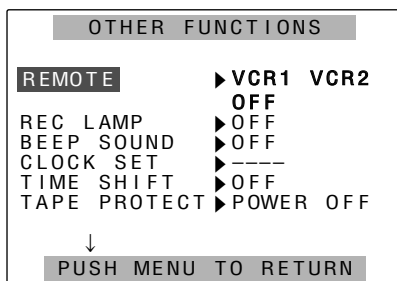 OTHER FUNCTIONS
REMOTE ▶VCR1 VCR2
OFF
REC LAMP ▶OFF
BEEP SOUND ▶OFF
CLOCK SET ▶----
TIME SHIFT ▶OFF
TAPE PROTECT▶POWER OFF
↓
PUSH MENU TO RETURN